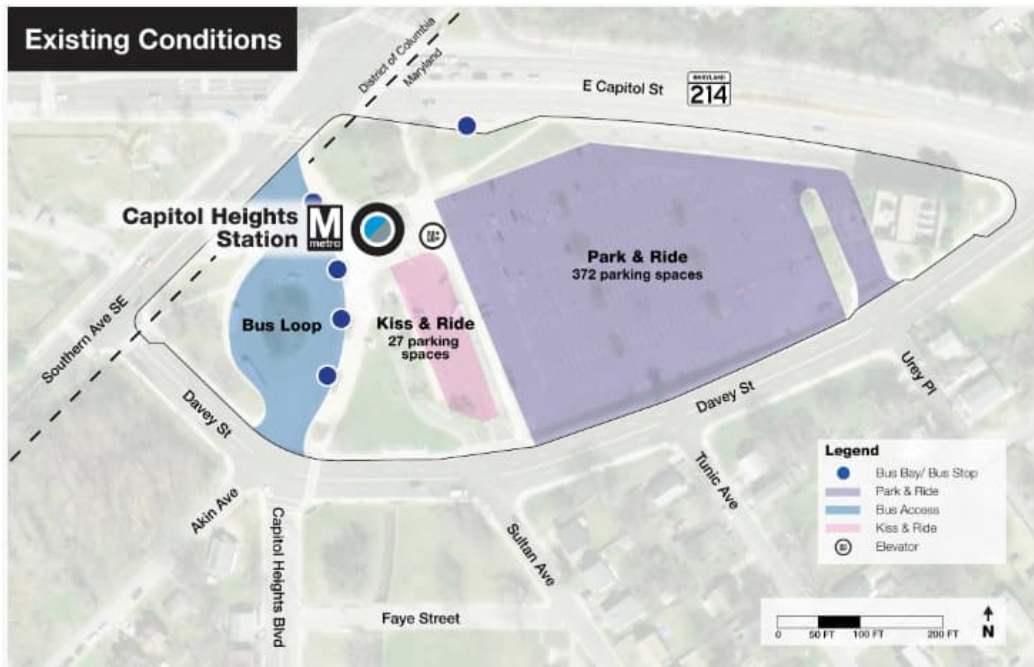 Existing Conditions
District of Columbia
Maryland
E Capitol St
MARYLAND
214
Capitol Heights
Station
M
metro
Park & Ride
372 parking spaces
Bus Loop
Kiss & Ride
27 parking
spaces
Southern Ave SE
Davey St
Davey St
Urey Pl
Akin Ave
Capitol Heights
Blvd
Sultan Ave
Tunic Ave
Faye Street
Legend
Bus Bay/ Bus Stop
Park & Ride
Bus Access
Kiss & Ride
Elevator
0 50 FT 100 FT 200 FT
N